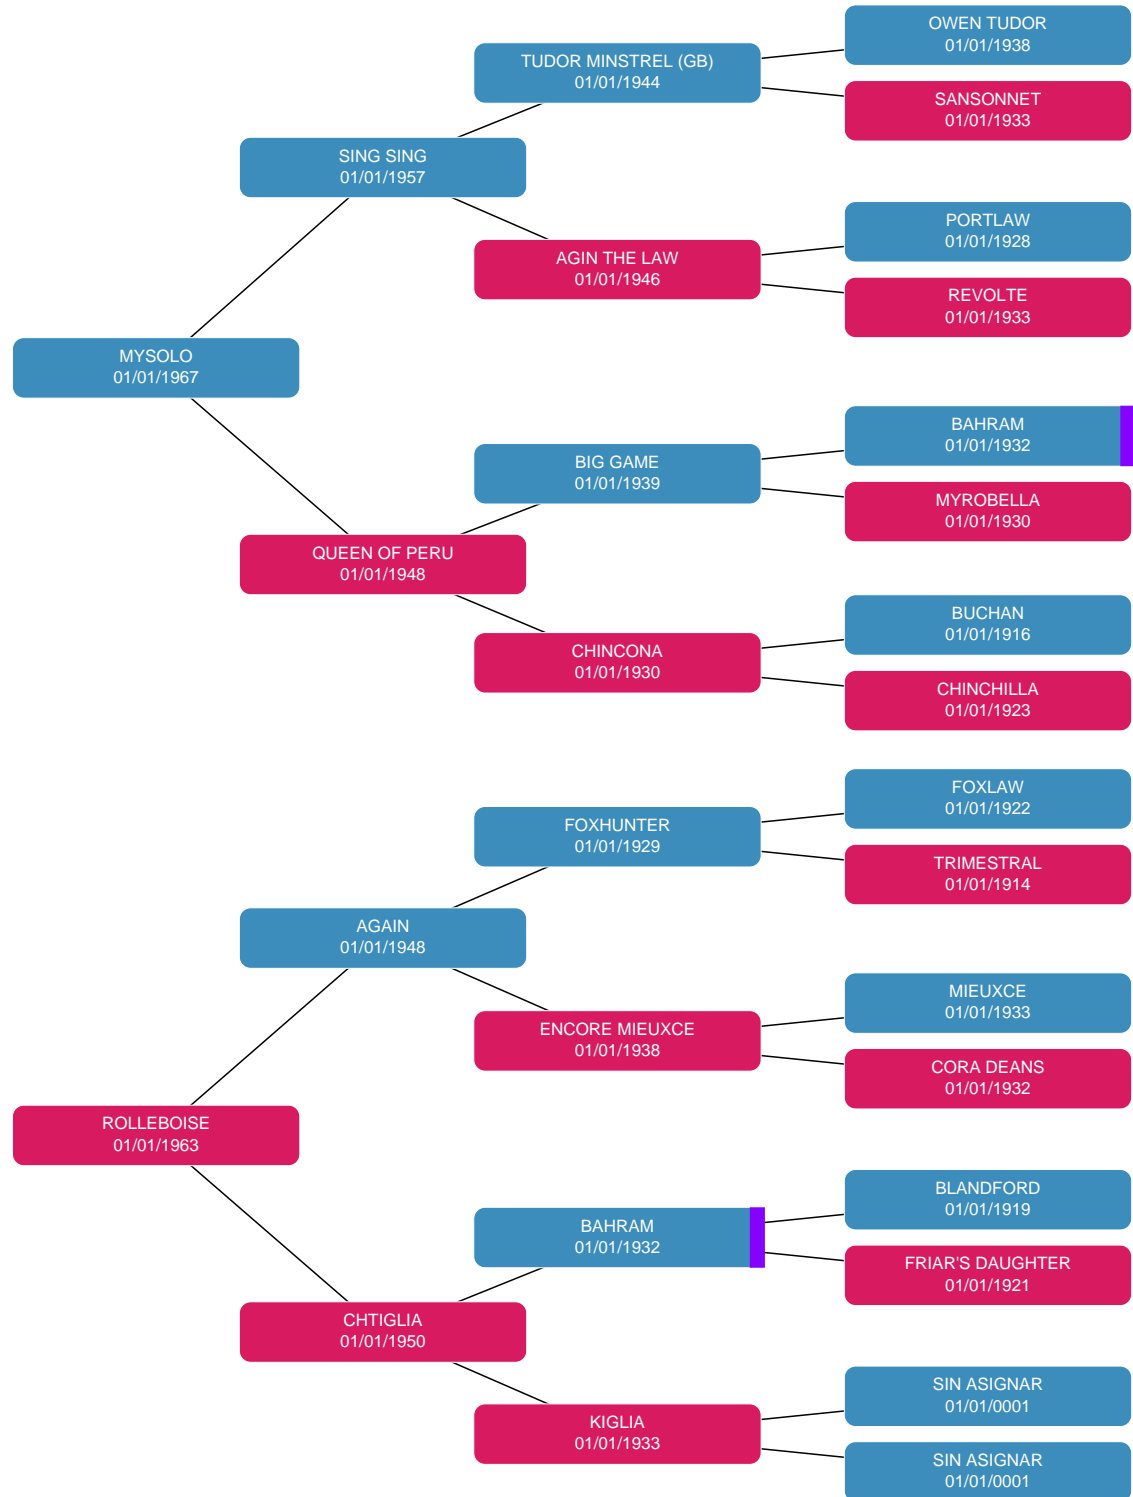 OWEN TUDOR
01/01/1938
TUDOR MINSTREL (GB)
01/01/1944
SANSONNET
01/01/1933
SING SING
01/01/1957
PORTLAW
01/01/1928
AGIN THE LAW
01/01/1946
REVOLTE
01/01/1933
MYSOLO
01/01/1967
BAHRAM
01/01/1932
BIG GAME
01/01/1939
MYROBELLA
01/01/1930
QUEEN OF PERU
01/01/1948
BUCHAN
01/01/1916
CHINCONA
01/01/1930
CHINCHILLA
01/01/1923
FOXLAW
01/01/1922
FOXHUNTER
01/01/1929
TRIMESTRAL
01/01/1914
AGAIN
01/01/1948
MIEUXCE
01/01/1933
ENCORE MIEUXCE
01/01/1938
CORA DEANS
01/01/1932
ROLLEBOISE
01/01/1963
BLANDFORD
01/01/1919
BAHRAM
01/01/1932
FRIAR'S DAUGHTER
01/01/1921
CHTIGLIA
01/01/1950
SIN ASIGNAR
01/01/0001
KIGLIA
01/01/1933
SIN ASIGNAR
01/01/0001